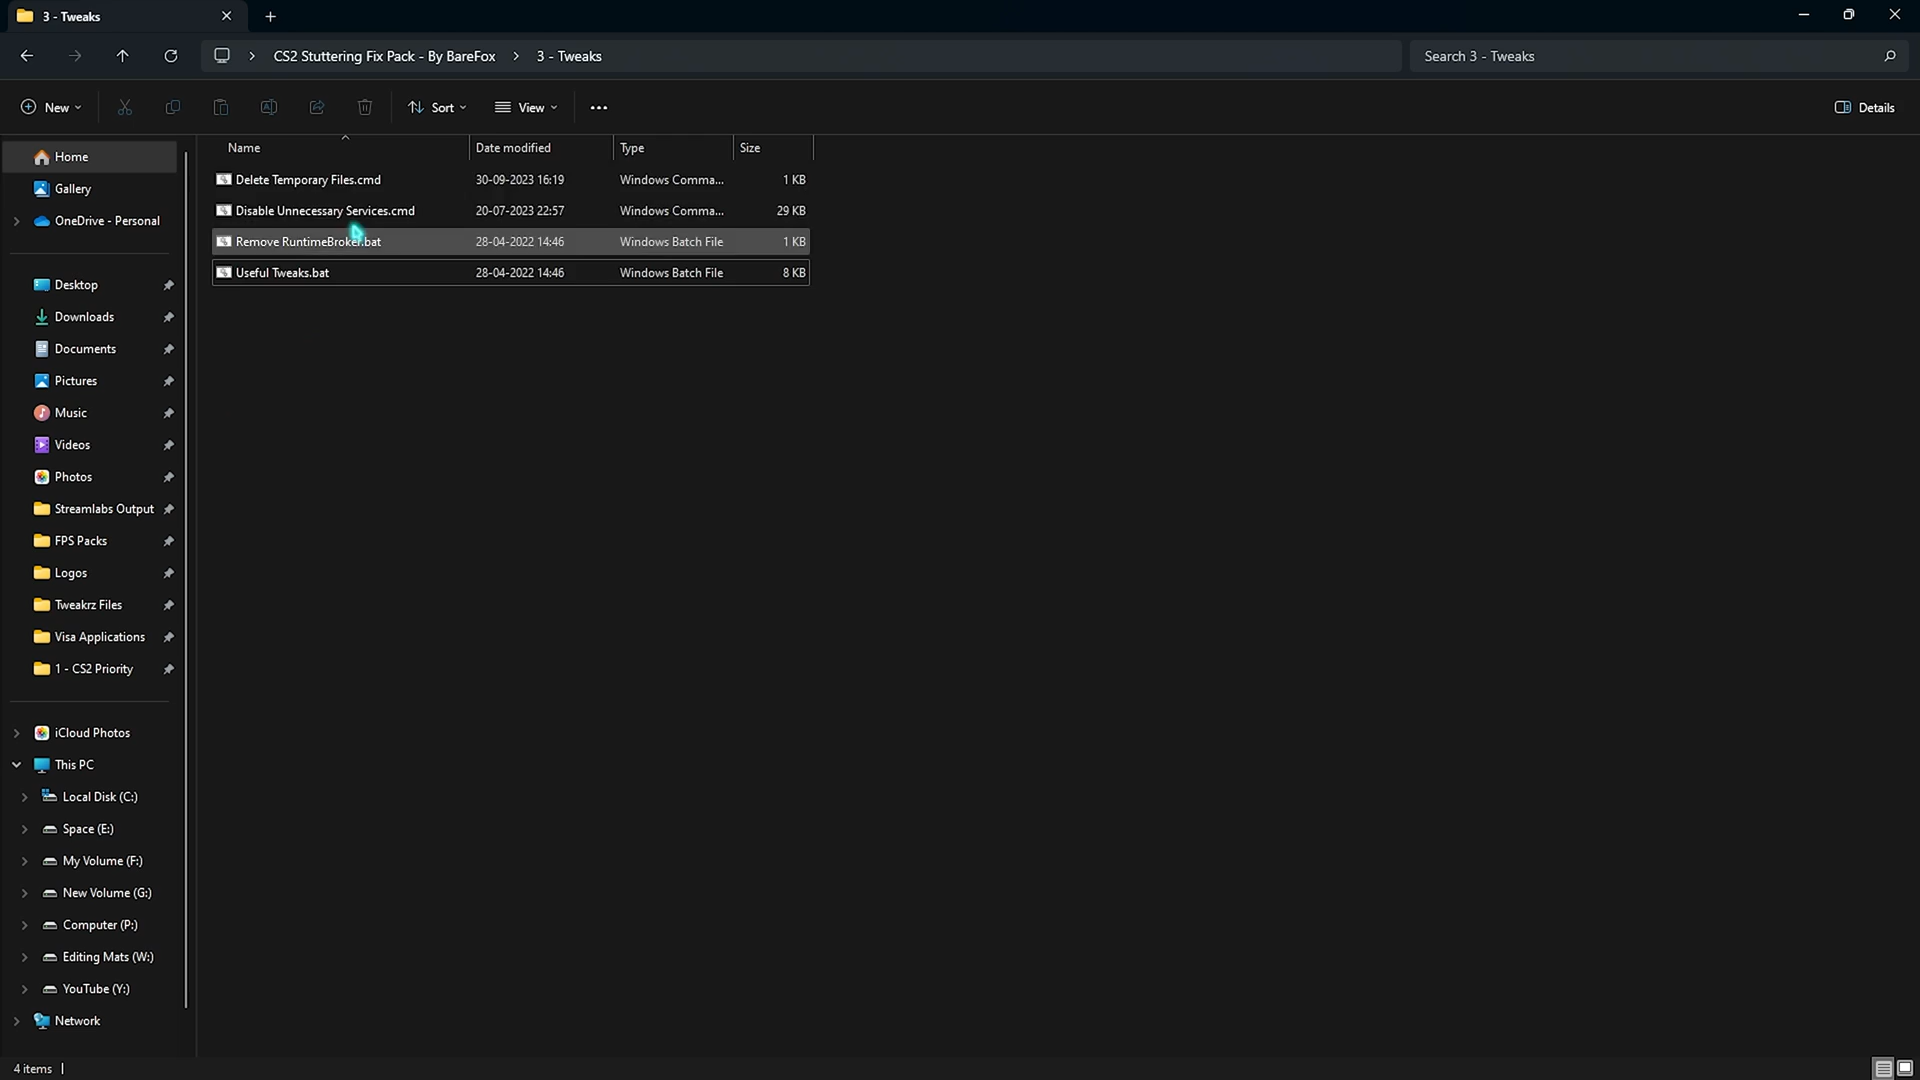 3 - Tweaks
CS2 Stuttering Fix Pack - By BareFox > 3 - Tweaks
Search 3 - Tweaks
New
Sort
View
Details
Name Date modified Type Size
Delete Temporary Files.cmd 30-09-2023 16:19 Windows Comma... 1 KB
Disable Unnecessary Services.cmd 20-07-2023 22:57 Windows Comma... 29 KB
Remove RuntimeBroker.bat 28-04-2022 14:46 Windows Batch File 1 KB
Useful Tweaks.bat 28-04-2022 14:46 Windows Batch File 8 KB
Home
Gallery
OneDrive - Personal
Desktop
Downloads
Documents
Pictures
Music
Videos
Photos
Streamlabs Output
FPS Packs
Logos
Tweakrz Files
Visa Applications
1 - CS2 Priority
iCloud Photos
This PC
Local Disk (C:)
Space (E:)
My Volume (F:)
New Volume (G:)
Computer (P:)
Editing Mats (W:)
YouTube (Y:)
Network
4 items